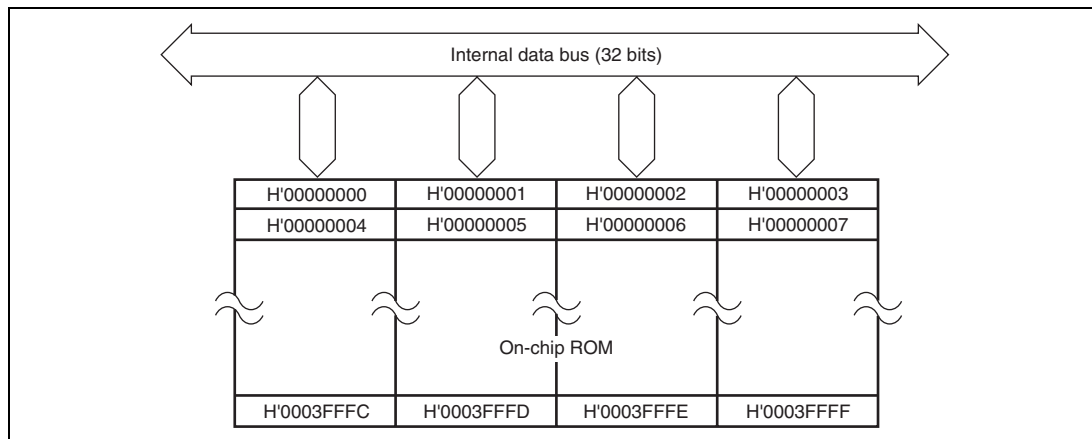 Internal data bus (32 bits)
H'00000000 H'00000001 H'00000002 H'00000003
H'00000004 H'00000005 H'00000006 H'00000007
On-chip ROM
H'0003FFFC H'0003FFFD H'0003FFFE H'0003FFFF